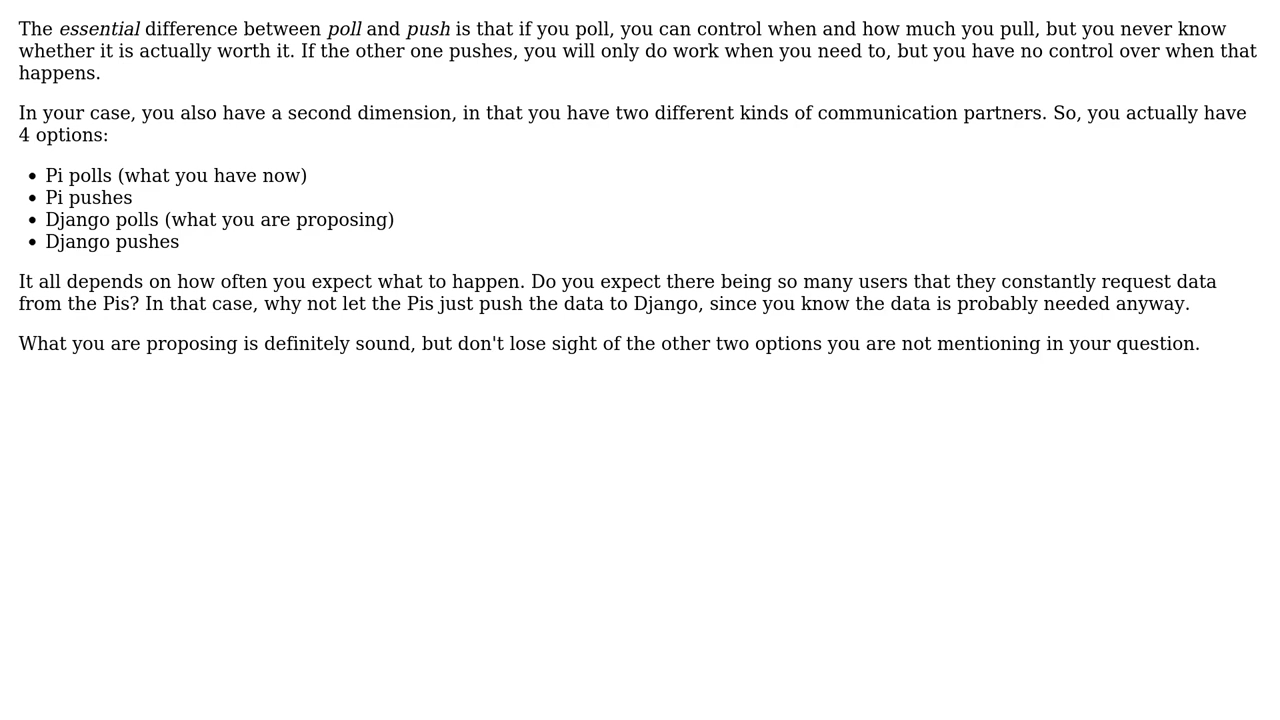 The essential difference between poll and push is that if you poll, you can control when and how much you pull, but you never know
whether it is actually worth it. If the other one pushes, you will only do work when you need to, but you have no control over when that
happens.
In your case, you also have a second dimension, in that you have two different kinds of communication partners. So, you actually have
4 options:
• Pi polls (what you have now)
• Pi pushes
• Django polls (what you are proposing)
• Django pushes
It all depends on how often you expect what to happen. Do you expect there being so many users that they constantly request data
from the Pis? In that case, why not let the Pis just push the data to Django, since you know the data is probably needed anyway.
What you are proposing is definitely sound, but don't lose sight of the other two options you are not mentioning in your question.